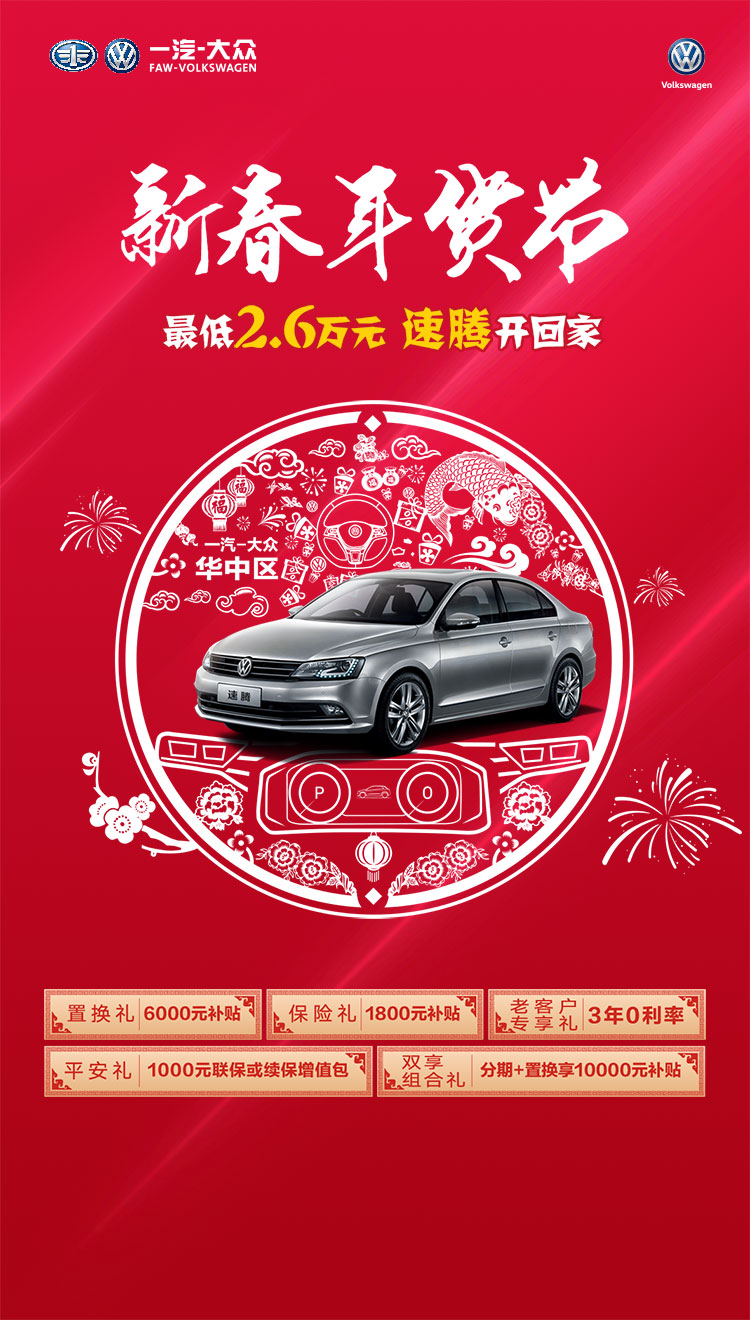 一汽-大众
FAW-VOLKSWAGEN
Volkswagen
新春年货节
最低2.6万元 速腾开回家
福 福
一汽-大众
华中区
速腾
P 0
置换礼 6000元补贴
保险礼 1800元补贴
老客户
专享礼 3年0利率
平安礼 1000元联保或续保增值包
双享
组合礼 分期+置换享10000元补贴